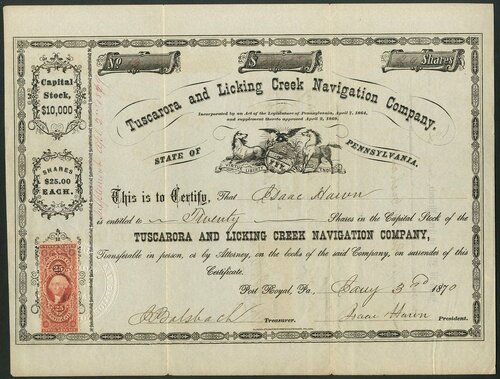 No.
$
Shares
Capital
Stock,
$10,000
SHARES
$25.00
EACH.
Tuscarora and Licking Creek Navigation Company.
Incorporated by an Act of the Legislature of Pennsylvania, April 7, 1864,
and supplement thereto approved April 2, 1869.
STATE OF
PENNSYLVANIA.
This is to Certify, That Isaac Hawn
is entitled to Twenty Shares in the Capital Stock of the
TUSCARORA AND LICKING CREEK NAVIGATION COMPANY,
Transferable in person, or by Attorney, on the books of the said Company, on surrender of this
Certificate.
Port Royal, Pa., 3rd 1870
Treasurer.
Isaac Hawn
President